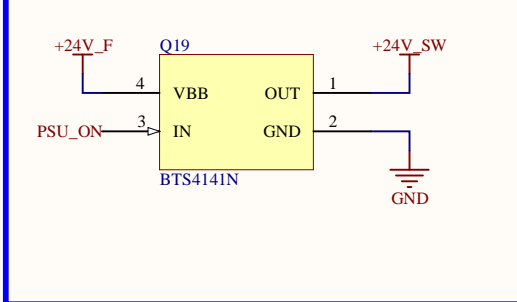 +24V_F Q19 +24V_SW
4 VBB OUT 1
PSU_ON 3 IN GND 2
BTS4141N
GND